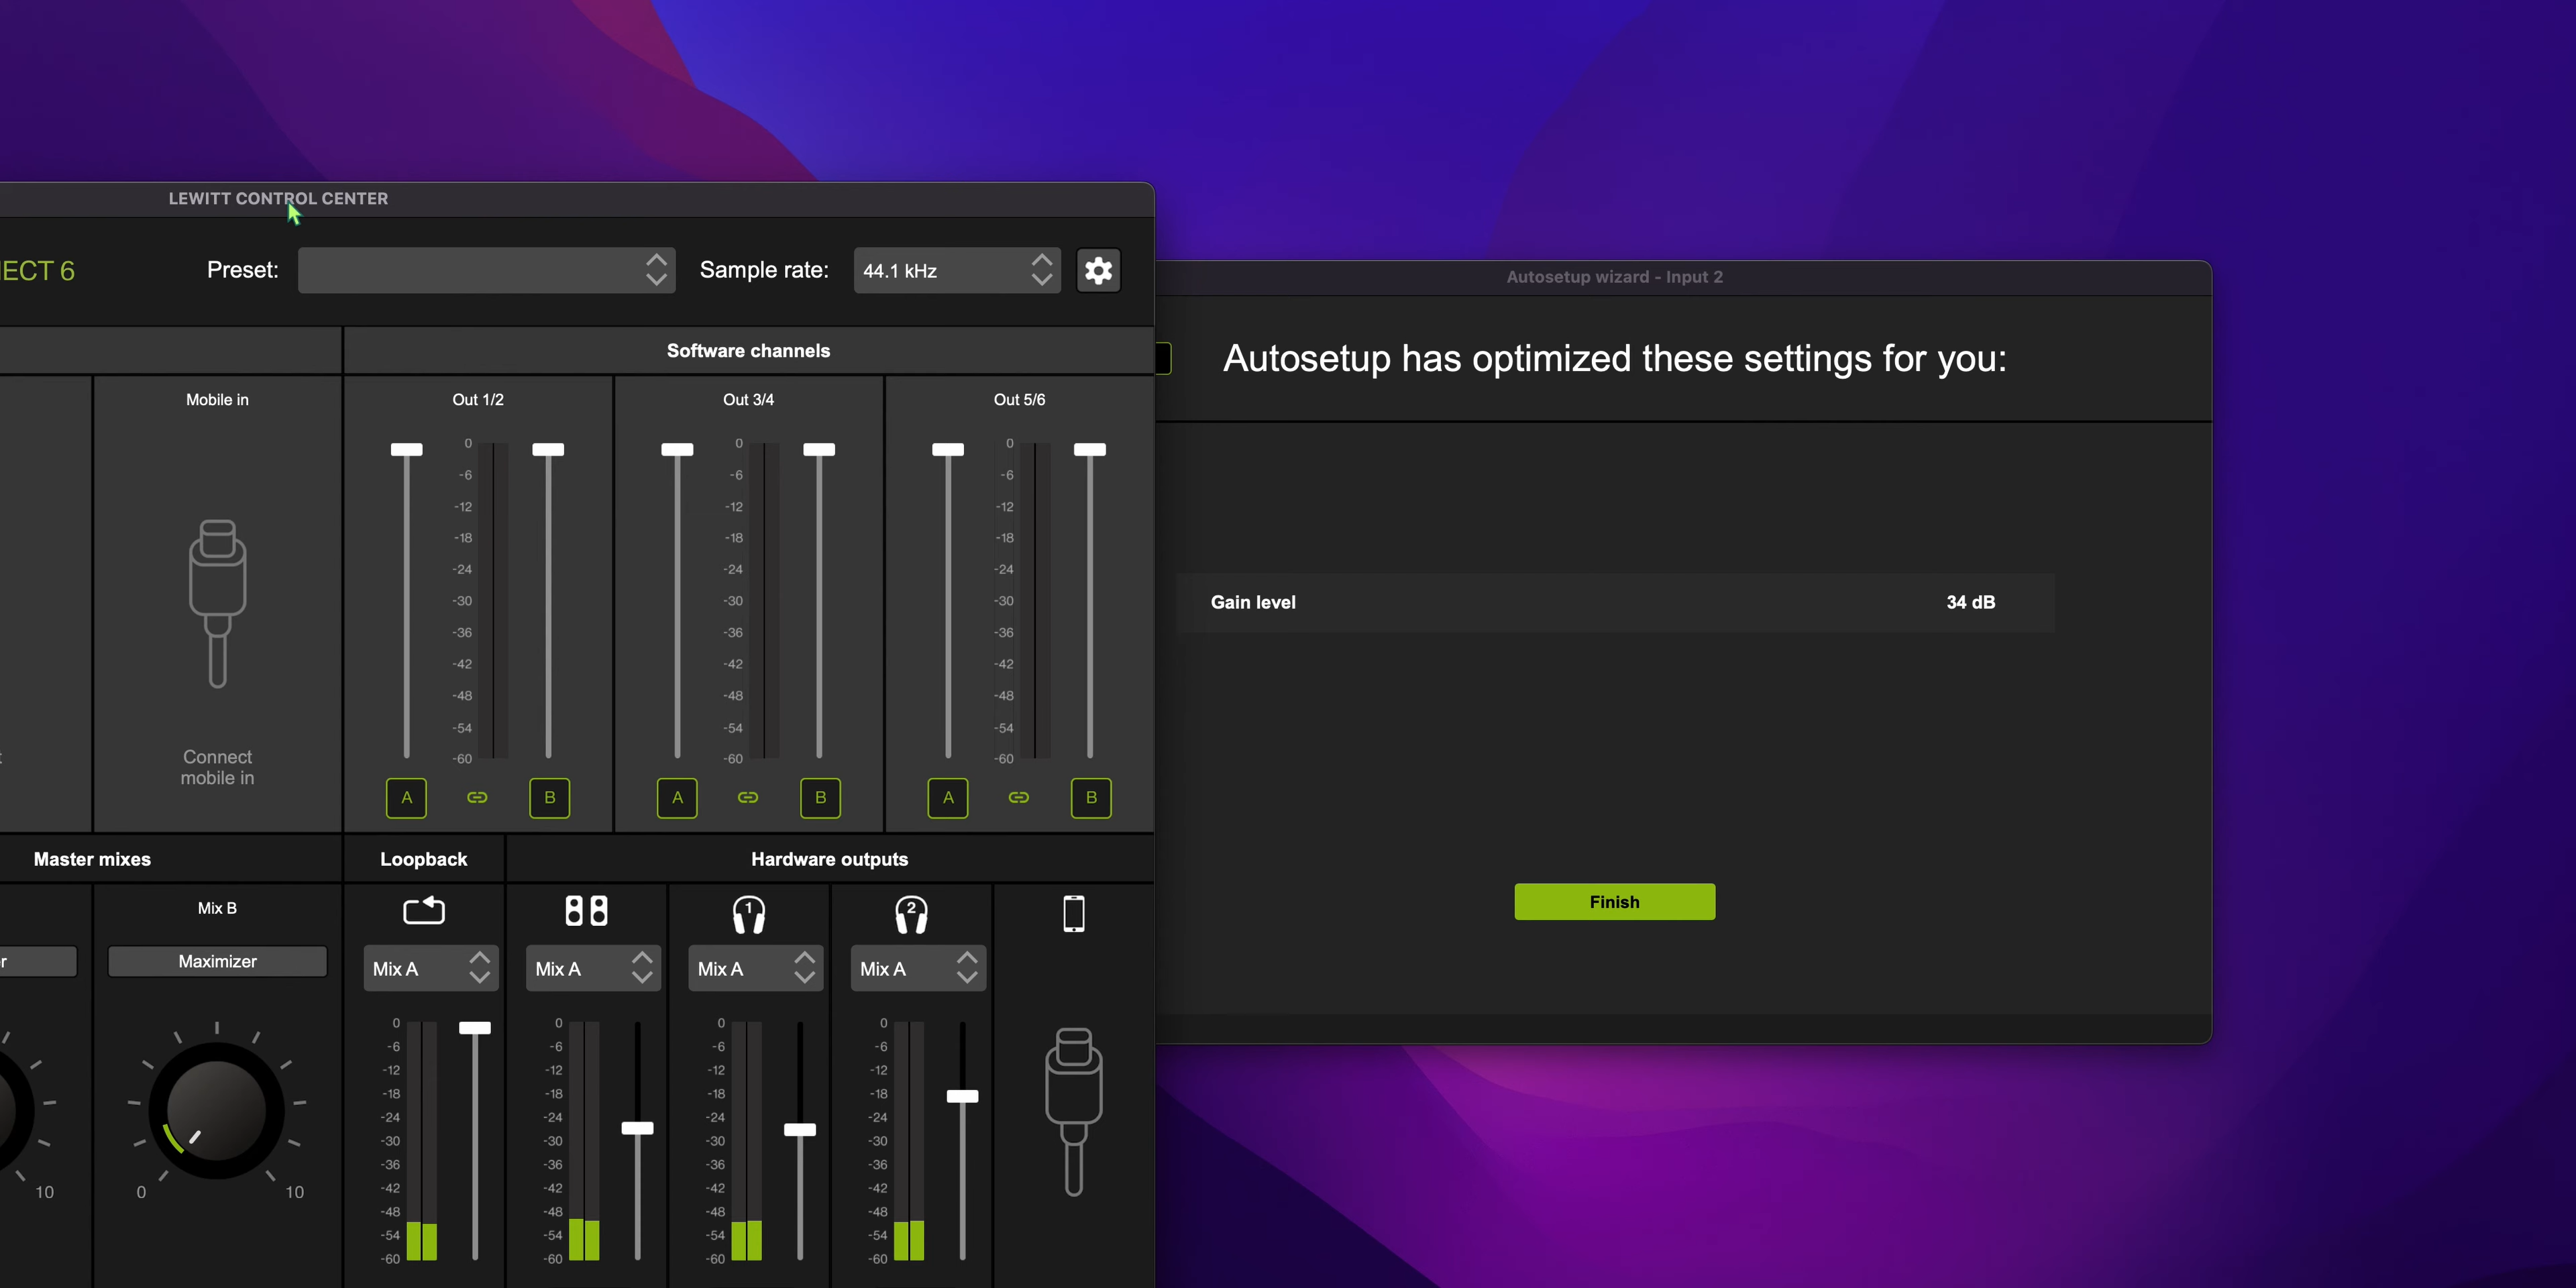 LEWITT CONTROL CENTER
ECT 6
Preset:
Sample rate:
44.1 kHz
Software channels
Mobile in
Out 1/2
Out 3/4
Out 5/6
0
-6
-12
-18
-24
-30
-36
-42
-48
-54
-60
0
-6
-12
-18
-24
-30
-36
-42
-48
-54
-60
0
-6
-12
-18
-24
-30
-36
-42
-48
-54
-60
Connect
mobile in
A
B
A
B
A
B
Master mixes
Loopback
Hardware outputs
Mix B
1
2
r
Maximizer
Mix A
Mix A
Mix A
Mix A
0
-6
-12
-18
-24
-30
-36
-42
-48
-54
-60
0
-6
-12
-18
-24
-30
-36
-42
-48
-54
-60
0
-6
-12
-18
-24
-30
-36
-42
-48
-54
-60
0
-6
-12
-18
-24
-30
-36
-42
-48
-54
-60
10
0
10
Autosetup wizard - Input 2
Autosetup has optimized these settings for you:
Gain level
34 dB
Finish